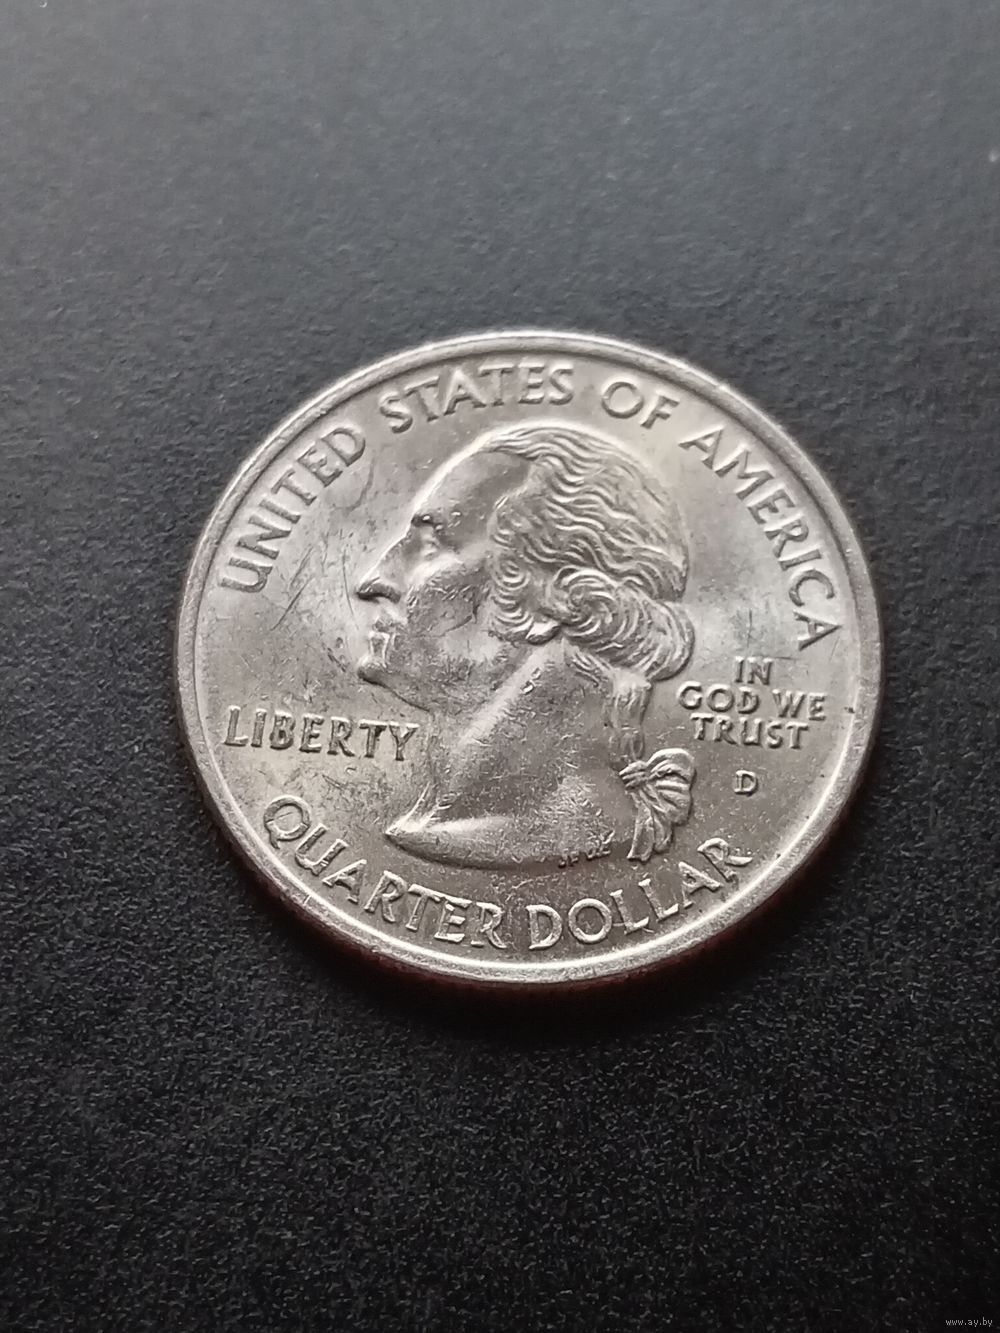 UNITED STATES OF AMERICA
LIBERTY
IN
GOD WE
TRUST
D
QUARTER DOLLAR
www.ay.by